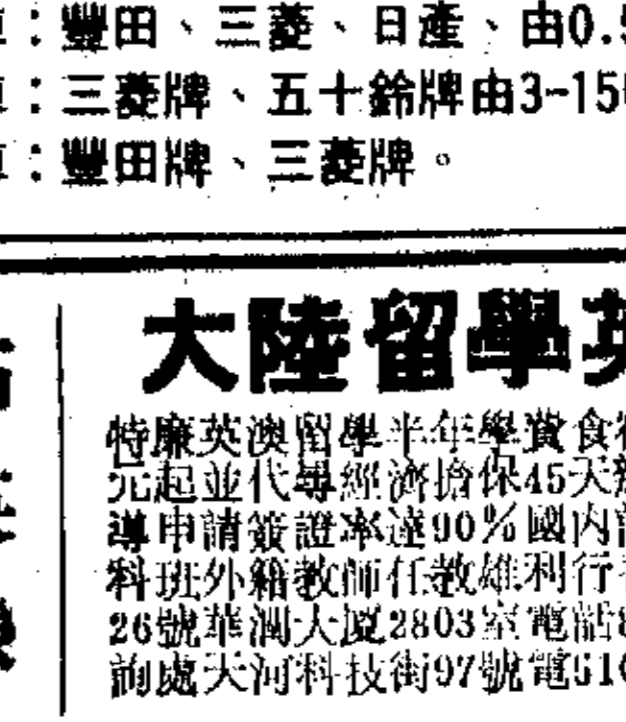 ：豐田、三菱、日產、由0.5
：三菱牌、五十鈴牌由3-15
：豐田牌、三菱牌。
大陸留學英
特廉英澳留學半年學費食
元起並代尋經濟擔保45天
導申請簽證率達90%國內
科班外籍教師任教雄利行
26號華潤大廈2803室電話8
詢處天河科技街97號電516